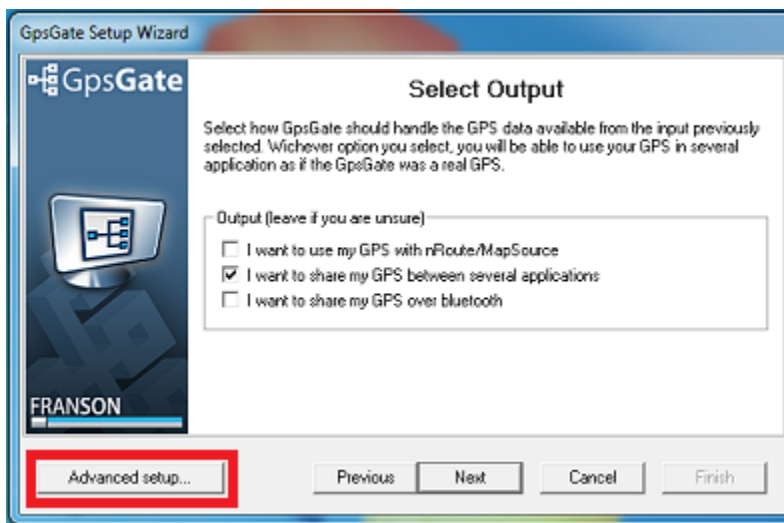 GpsGate Setup Wizard
GpsGate
Select Output
Select how GpsGate should handle the GPS data available from the input previously
selected. Wichever option you select, you will be able to use your GPS in several
application as if the GpsGate was a real GPS.
Output (leave if you are unsure)
I want to use my GPS with nRoute/MapSource
I want to share my GPS between several applications
I want to share my GPS over bluetooth
FRANSON
Advanced setup... Previous Next Cancel Finish